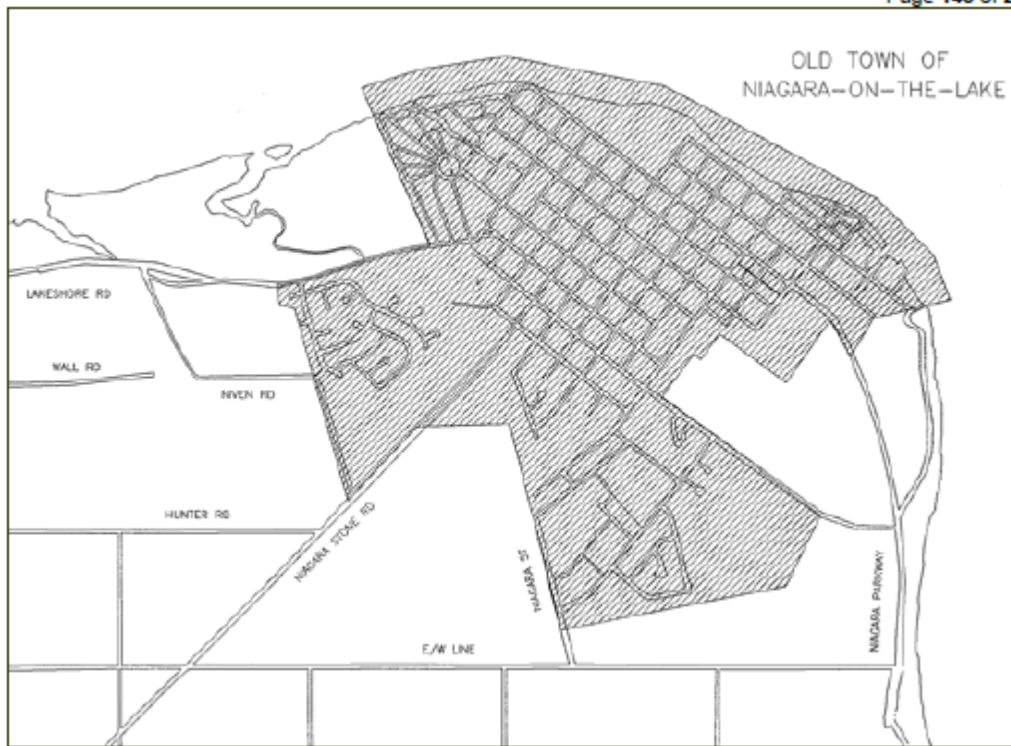 OLD TOWN OF
NIAGARA-ON-THE-LAKE
LAKESHORE RD
WALL RD
NIVEN RD
HUNTER RD
NIAGARA STONE RD
NIAGARA ST
NIAGARA PARKWAY
E/W LINE